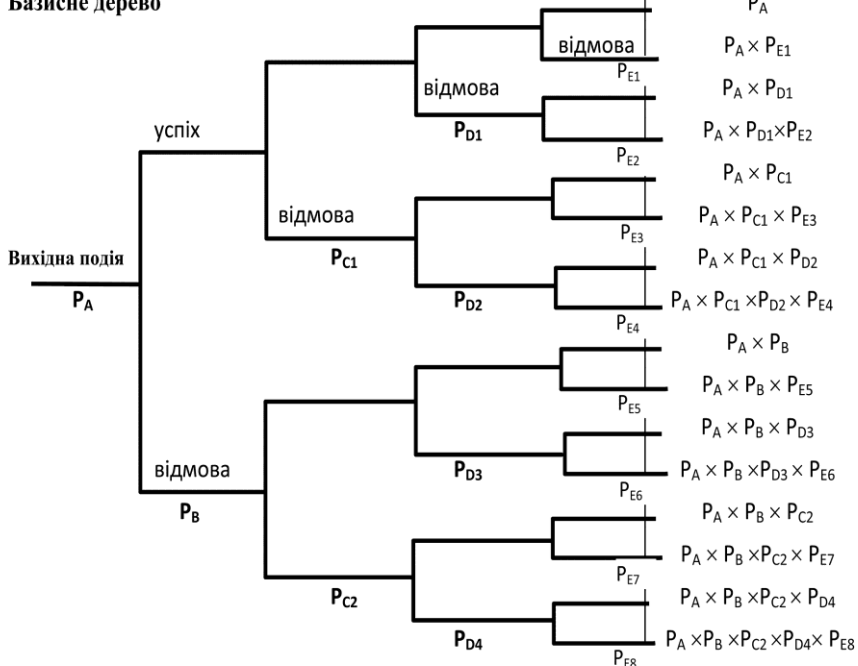 Базисне дерево
P_A
відмова
P_A × P_E1
P_E1
відмова
P_A × P_D1
успіх
P_D1
P_A × P_D1×P_E2
P_E2
P_A × P_C1
відмова
P_A × P_C1 × P_E3
P_E3
Вихідна подія
P_C1
P_A × P_C1 × P_D2
P_A
P_D2
P_A × P_C1 ×P_D2 × P_E4
P_E4
P_A × P_B
P_A × P_B × P_E5
P_E5
P_A × P_B × P_D3
відмова
P_D3
P_A × P_B ×P_D3 × P_E6
P_E6
P_B
P_A × P_B × P_C2
P_A × P_B ×P_C2 × P_E7
P_E7
P_C2
P_A × P_B ×P_C2 × P_D4
P_D4
P_A ×P_B ×P_C2 ×P_D4× P_E8
P_E8